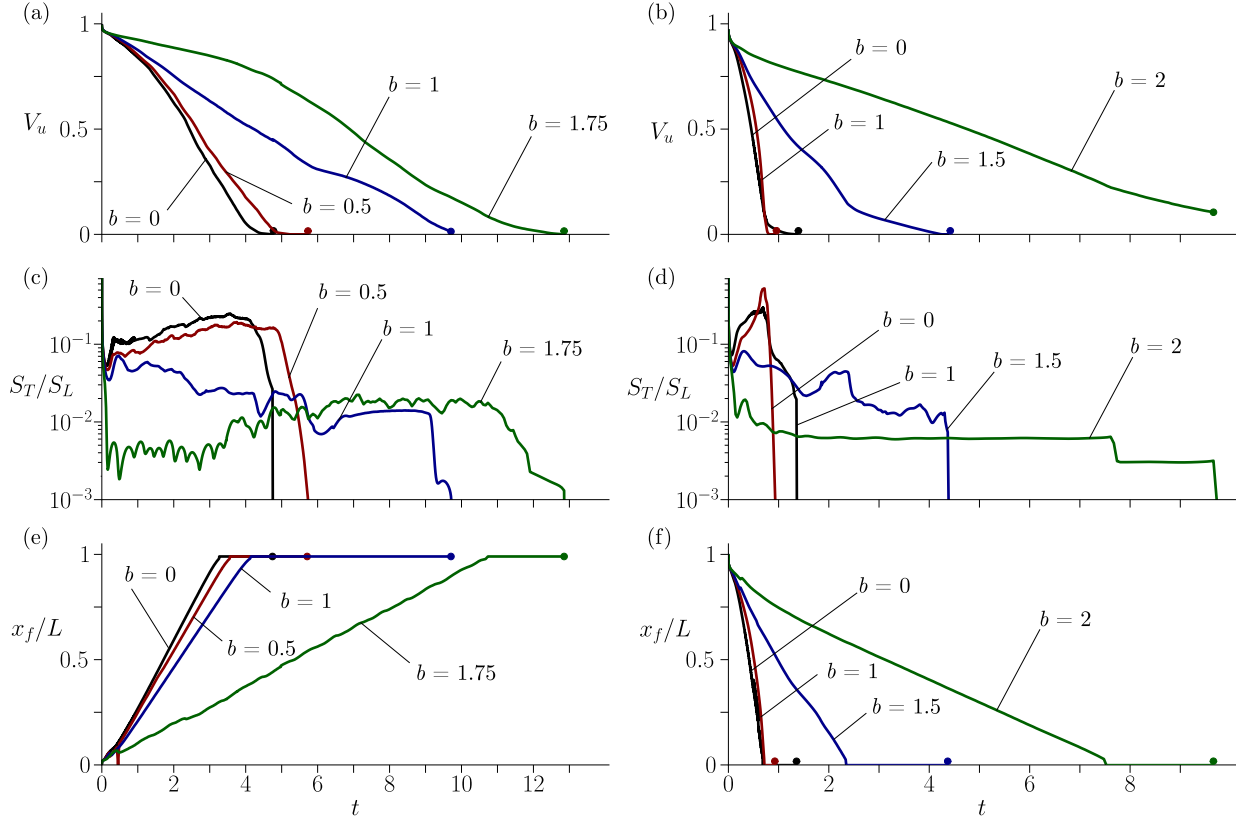 (a)
1
0.5
0
V_u
b = 1
b = 1.75
b = 0.5
b = 0
(b)
1
0.5
0
V_u
b = 0
b = 2
b = 1
b = 1.5
(c)
10^{-1}
10^{-2}
10^{-3}
S_T/S_L
b = 0
b = 0.5
b = 1
b = 1.75
(d)
10^{-1}
10^{-2}
10^{-3}
S_T/S_L
b = 0
b = 1.5
b = 2
b = 1
(e)
1
0.5
0
x_f/L
b = 0
b = 1
b = 0.5
b = 1.75
0 2 4 6 8 10 12
t
(f)
1
0.5
1
x_f/L
b = 0
b = 2
b = 1
b = 1.5
0 2 4 6 8
t